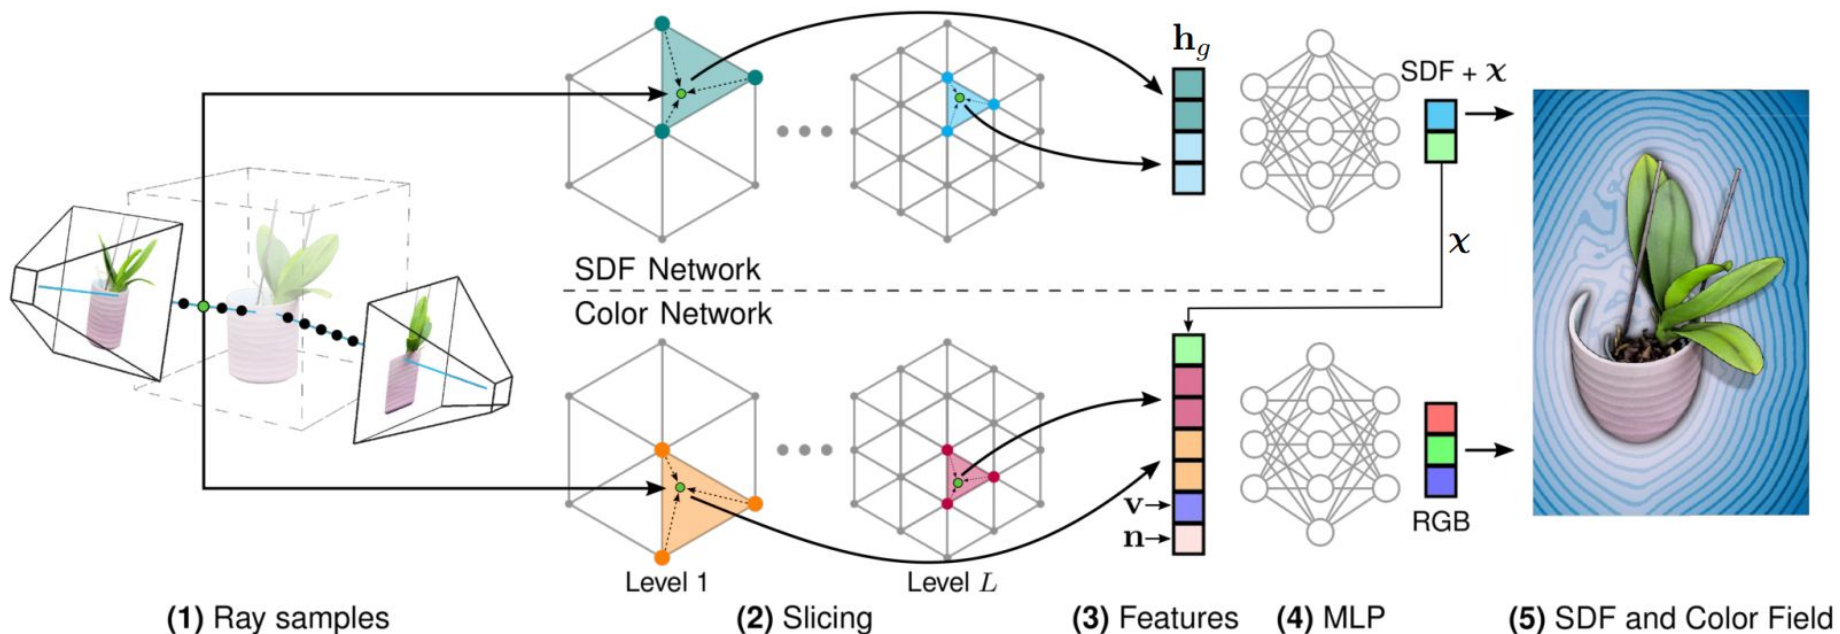 𝐡g
SDF + 𝝌
𝝌
SDF Network
Color Network
v
n
RGB
Level 1
Level L
(1) Ray samples
(2) Slicing
(3) Features
(4) MLP
(5) SDF and Color Field